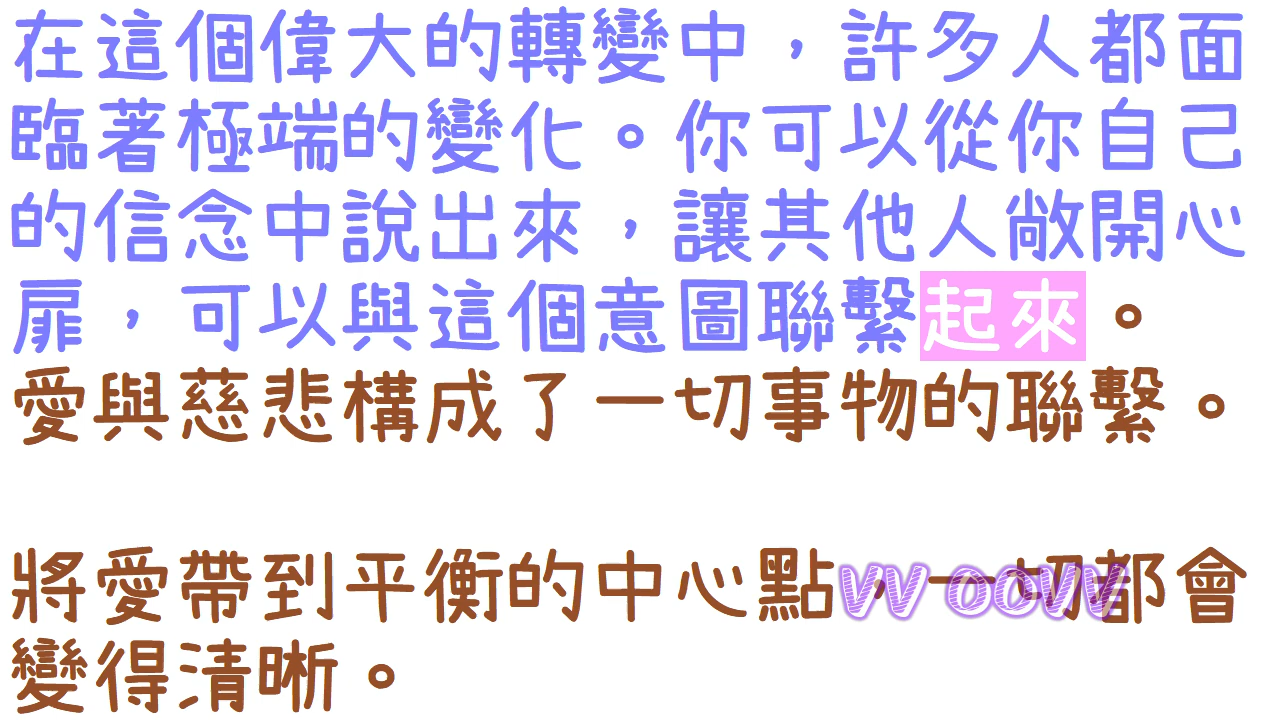 在這個偉大的轉變中，許多人都面
臨著極端的變化。你可以從你自己
的信念中說出來，讓其他人敞開心
扉，可以與這個意圖聯繫起來。
愛與慈悲構成了一切事物的聯繫。
將愛帶到平衡的中心點，一切都會
變得清晰。
VV ooVV